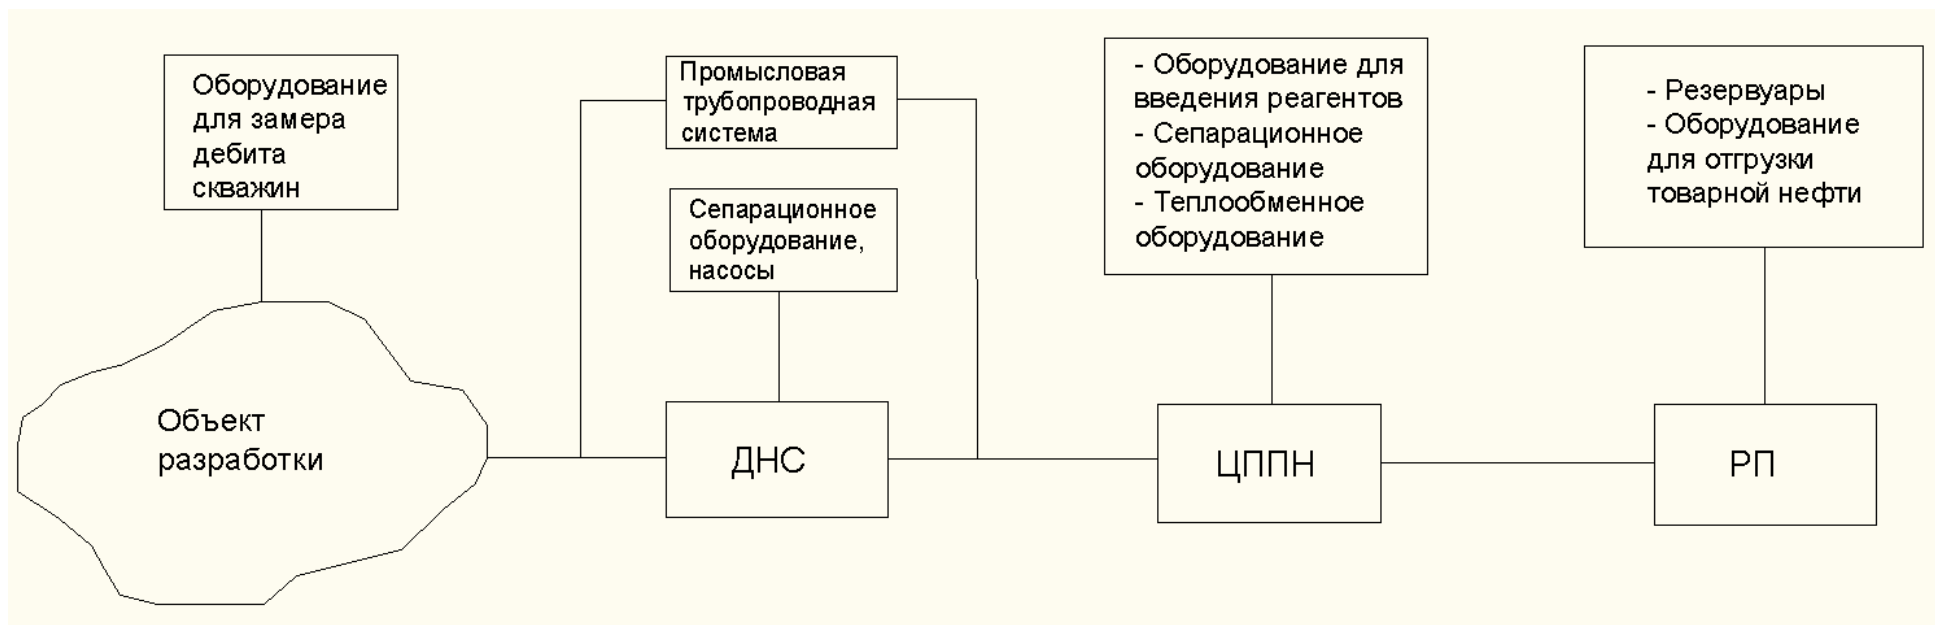 Оборудование
для замера
дебита
скважин
Промысловая
трубопроводная
система
Сепарационное
оборудование,
насосы
- Оборудование для
введения реагентов
- Сепарационное
оборудование
- Теплообменное
оборудование
- Резервуары
- Оборудование
для отгрузки
товарной нефти
Объект
разработки
ДНС
ЦППН
РП